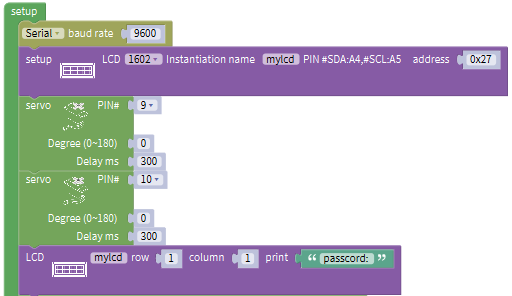 setup
Serial baud rate 9600
setup LCD 1602 Instantiation name mylcd PIN #SDA:A4,#SCL:A5 address 0x27
servo PIN# 9
Degree (0~180) 0
Delay ms 300
servo PIN# 10
Degree (0~180) 0
Delay ms 300
LCD mylcd row 1 column 1 print “ passcord: ”